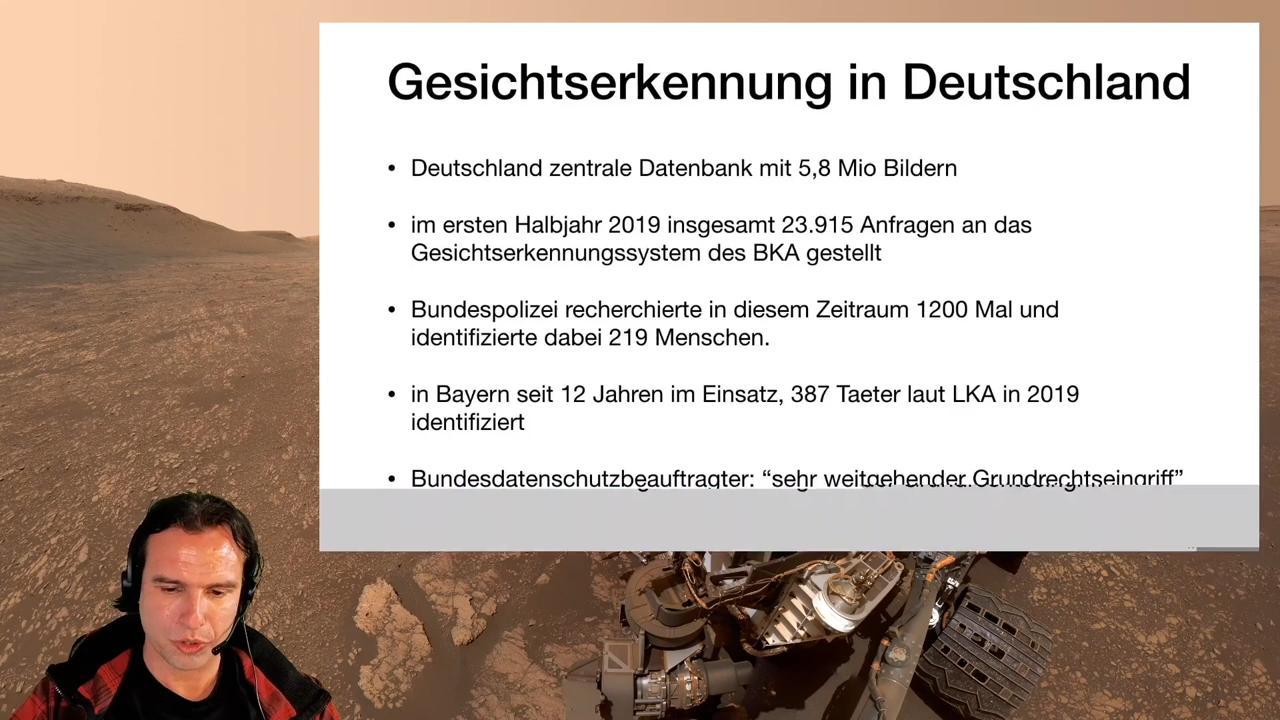 Gesichtserkennung in Deutschland
• Deutschland zentrale Datenbank mit 5,8 Mio Bildern
• im ersten Halbjahr 2019 insgesamt 23.915 Anfragen an das
Gesichtserkennungssystem des BKA gestellt
• Bundespolizei recherchierte in diesem Zeitraum 1200 Mal und
identifizierte dabei 219 Menschen.
• in Bayern seit 12 Jahren im Einsatz, 387 Taeter laut LKA in 2019
identifiziert
• Bundesdatenschutzbeauftragter: “sehr weitgehender Grundrechtseingriff”